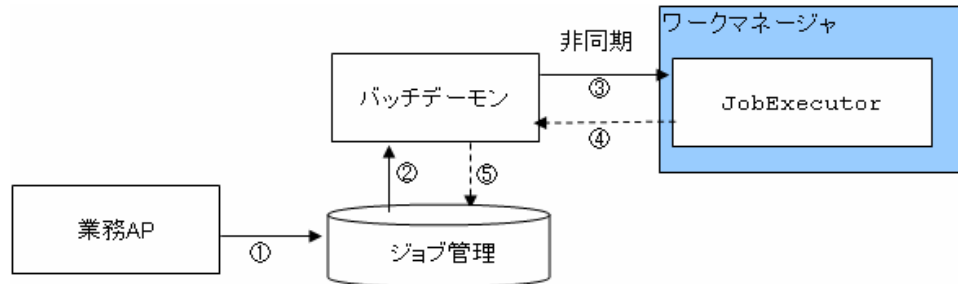 ワークマネージャ
非同期
バッチデーモン
③
JobExecutor
④
②
⑤
業務AP
①
ジョブ管理